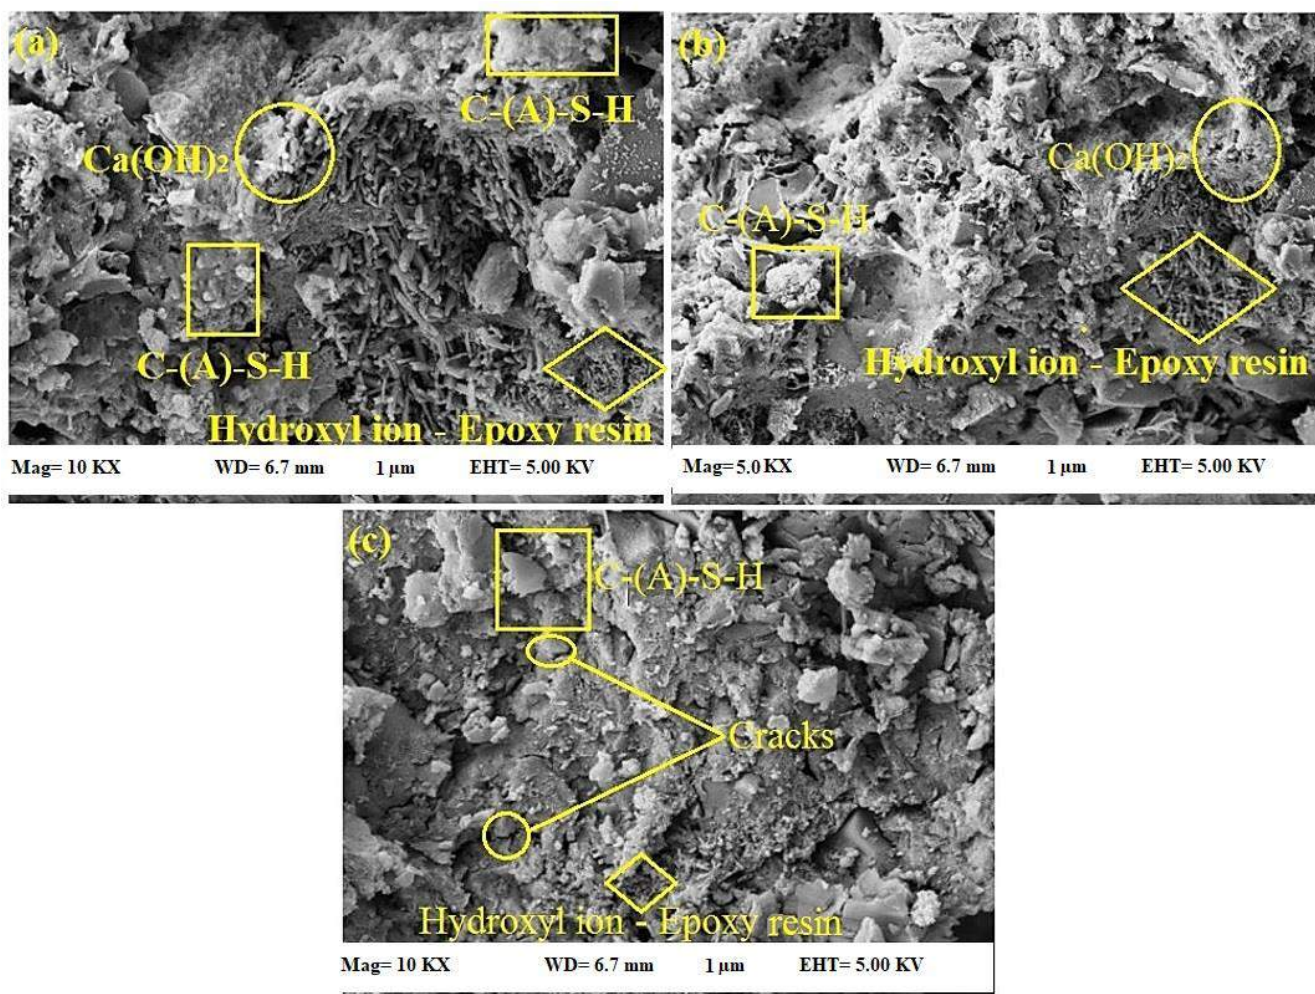 (a)
C-(A)-S-H
Ca(OH)₂
C-(A)-S-H
Hydroxyl ion - Epoxy resin
Mag= 10 KX WD= 6.7 mm 1 µm EHT= 5.00 KV
(b)
Ca(OH)₂
C-(A)-S-H
Hydroxyl ion - Epoxy resin
Mag=5.0 KX WD= 6.7 mm 1 µm EHT= 5.00 KV
(c)
C-(A)-S-H
Cracks
Hydroxyl ion - Epoxy resin
Mag= 10 KX WD= 6.7 mm 1 µm EHT= 5.00 KV